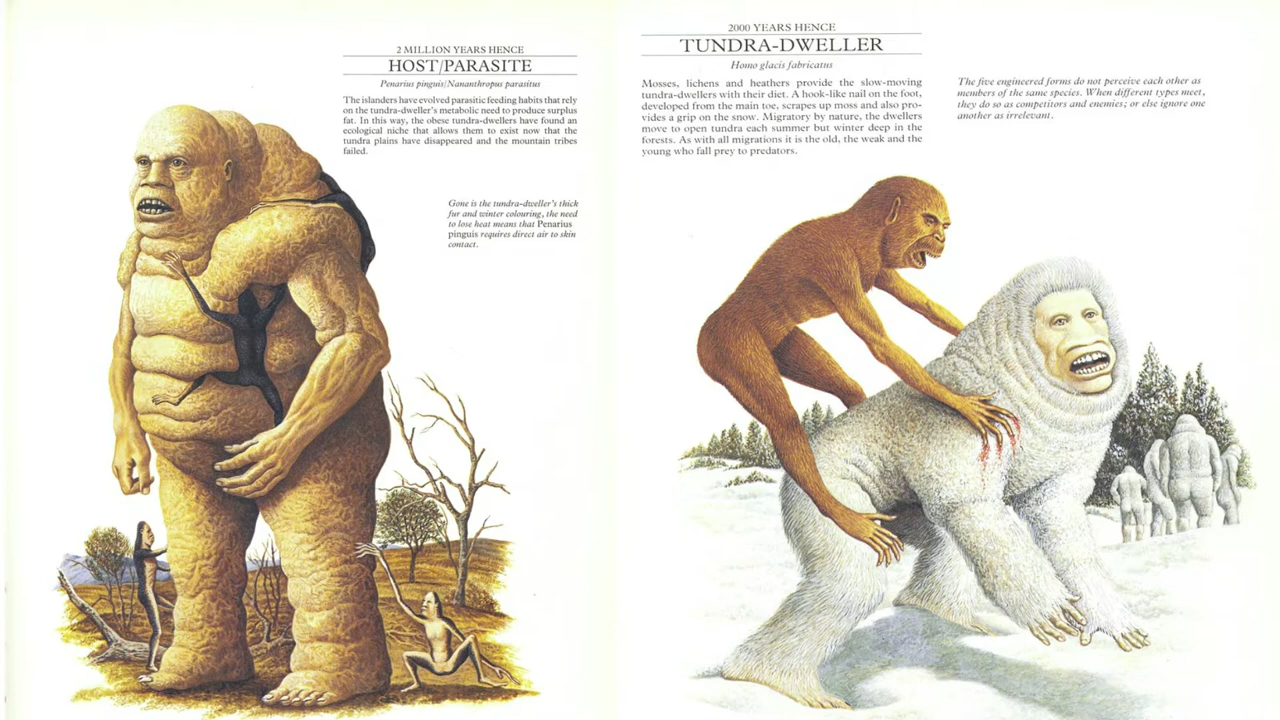 2 MILLION YEARS HENCE
HOST/PARASITE
Penarius pinguis/Nananthropus parasitus
The islanders have evolved parasitic feeding habits that rely
on the tundra-dweller's metabolic need to produce surplus
fat. In this way, the obese tundra-dwellers have found an
ecological niche that allows them to exist now that the
tundra plains have disappeared and the mountain tribes
failed.
Gone is the tundra-dweller's thick
fur and winter colouring, the need
to lose heat means that Penarius
pinguis requires direct air to skin
contact.
2000 YEARS HENCE
TUNDRA-DWELLER
Homo glacis fabricatus
Mosses, lichens and heathers provide the slow-moving
tundra-dwellers with their diet. A hook-like nail on the foot,
developed from the main toe, scrapes up moss and also pro-
vides a grip on the snow. Migratory by nature, the dwellers
move to open tundra each summer but winter deep in the
forests. As with all migrations it is the old, the weak and the
young who fall prey to predators.
The five engineered forms do not perceive each other as
members of the same species. When different types meet,
they do so as competitors and enemies; or else ignore one
another as irrelevant.